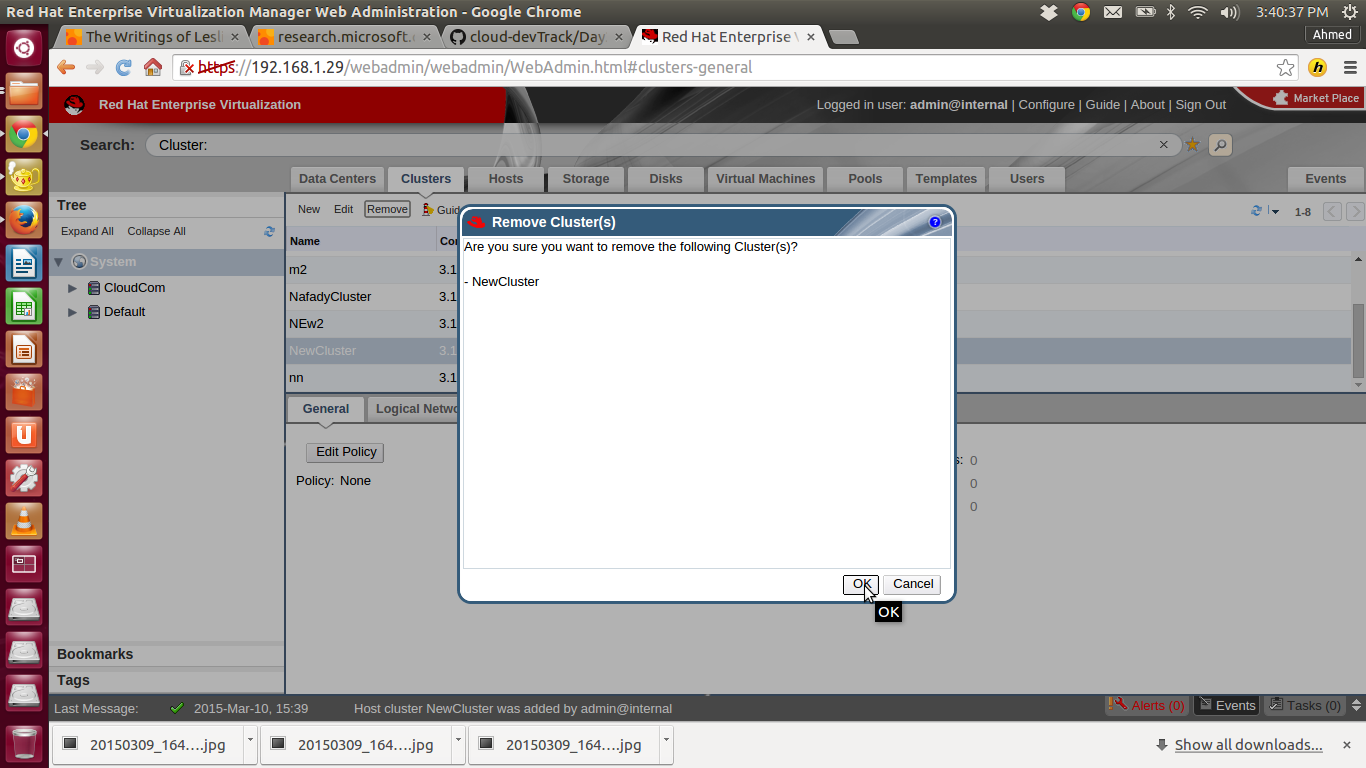 Red Hat Enterprise Virtualization Manager Web Administration - Google Chrome
3:40:37 PM
The Writings of Lesl
research.microsoft.
cloud-devTrack/Day
Red Hat Enterprise
Ahmed
https://192.168.1.29/webadmin/webadmin/WebAdmin.html#clusters-general
Red Hat Enterprise Virtualization
Logged in user: admin@internal | Configure | Guide | About | Sign Out
Market Place
Search:
Cluster:
Data Centers
Clusters
Hosts
Storage
Disks
Virtual Machines
Pools
Templates
Users
Events
Tree
Expand All
Collapse All
System
CloudCom
Default
Bookmarks
Tags
New
Edit
Remove
Guid
1-8
Name
Co
m2 3.1
NafadyCluster 3.1
NEw2 3.1
NewCluster 3.1
nn 3.1
General
Logical Netwo
Edit Policy
Policy: None
s: 0
0
0
Remove Cluster(s)
Are you sure you want to remove the following Cluster(s)?
- NewCluster
OK
Cancel
OK
Last Message:
2015-Mar-10, 15:39
Host cluster NewCluster was added by admin@internal
Alerts (0)
Events
Tasks (0)
20150309_164....jpg
20150309_164....jpg
20150309_164....jpg
Show all downloads...